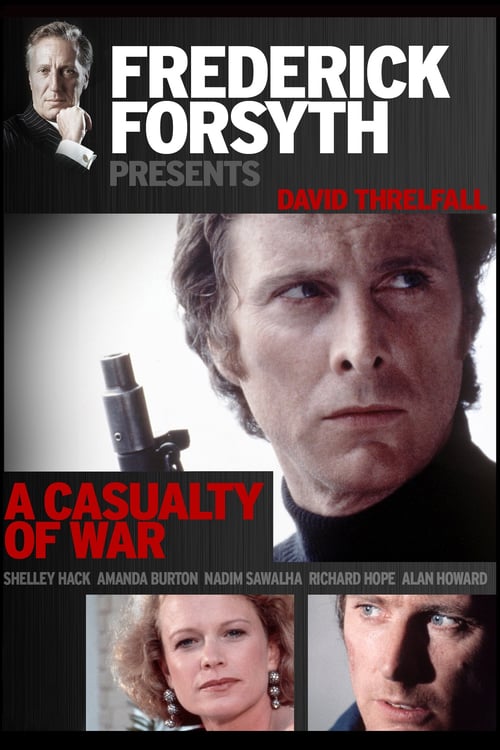 FREDERICK
FORSYTH
PRESENTS
DAVID THRELFALL
A CASUALTY
OF WAR
SHELLEY HACK AMANDA BURTON NADIM SAWALHA RICHARD HOPE ALAN HOWARD